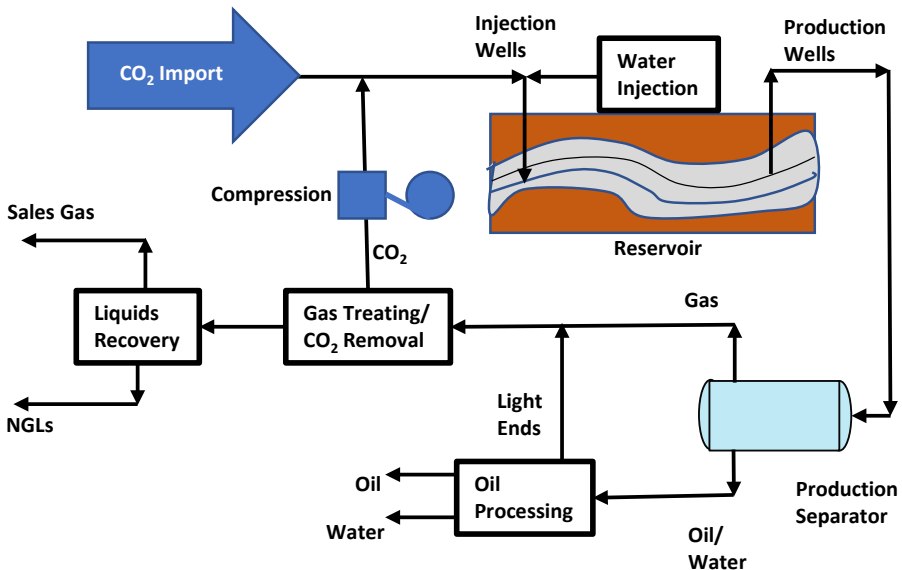 Injection
Wells
Production
Wells
CO₂ Import
Water
Injection
Compression
Sales Gas
Reservoir
CO₂
Liquids
Recovery
Gas Treating/
CO₂ Removal
Gas
NGLs
Light
Ends
Oil
Water
Oil
Processing
Production
Separator
Oil/
Water